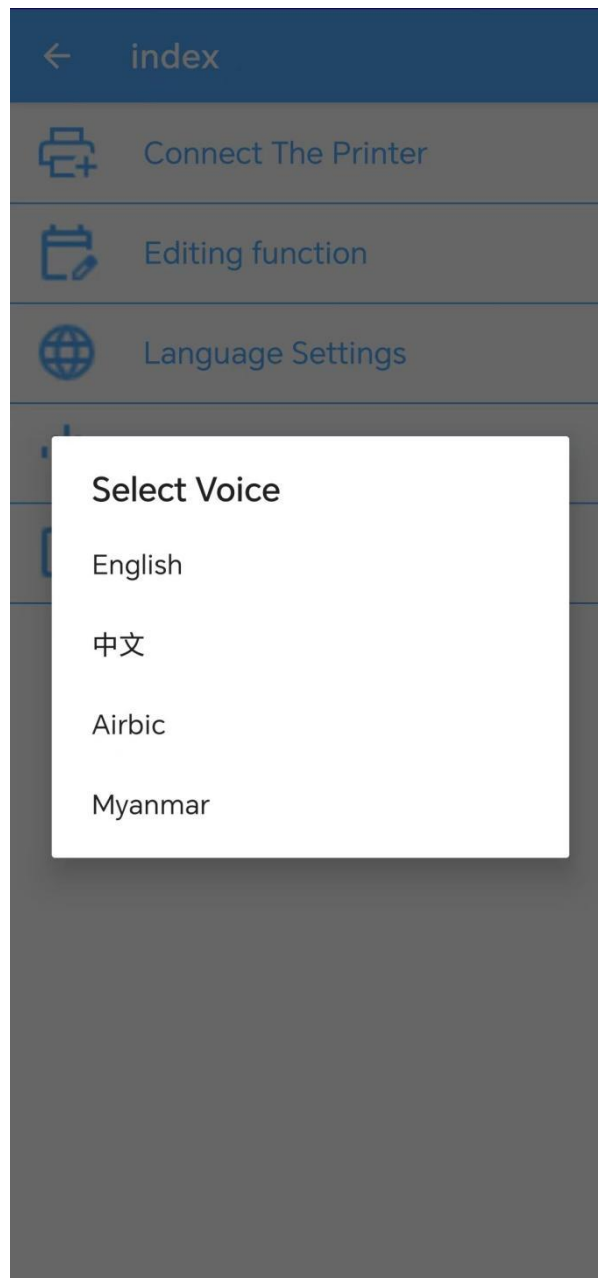 index
Connect The Printer
Editing function
Language Settings
Select Voice
English
中文
Airbic
Myanmar